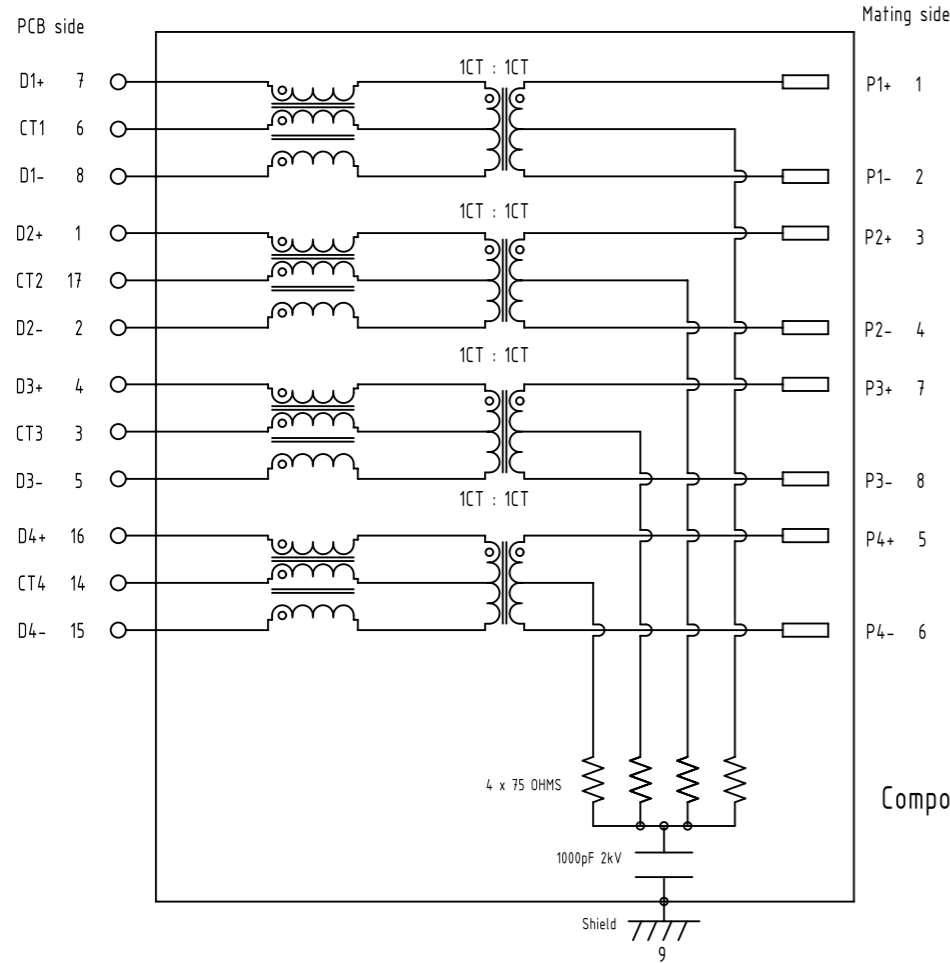 PCB side
Mating side
1CT : 1CT
D1+ 7
P1+ 1
CT1 6
D1- 8
P1- 2
1CT : 1CT
D2+ 1
P2+ 3
CT2 17
D2- 2
P2- 4
1CT : 1CT
D3+ 4
P3+ 7
CT3 3
D3- 5
P3- 8
1CT : 1CT
D4+ 16
P4+ 5
CT4 14
D4- 15
P4- 6
4 x 75 OHMS
Compo
1000pF 2kV
Shield
9